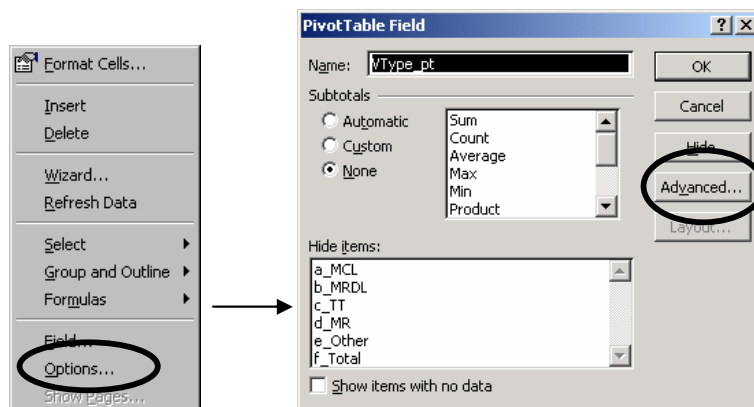 Format Cells...
Insert
Delete
Wizard...
Refresh Data
Select
Group and Outline
Formulas
Field...
Options...
Show Pages...
PivotTable Field
Name: VType_pt
OK
Subtotals
Cancel
Automatic
Custom
None
Sum
Count
Average
Max
Min
Product
Hide
Advanced...
Layout...
Hide items:
a_MCL
b_MRDL
c_TT
d_MR
e_Other
f_Total
Show items with no data